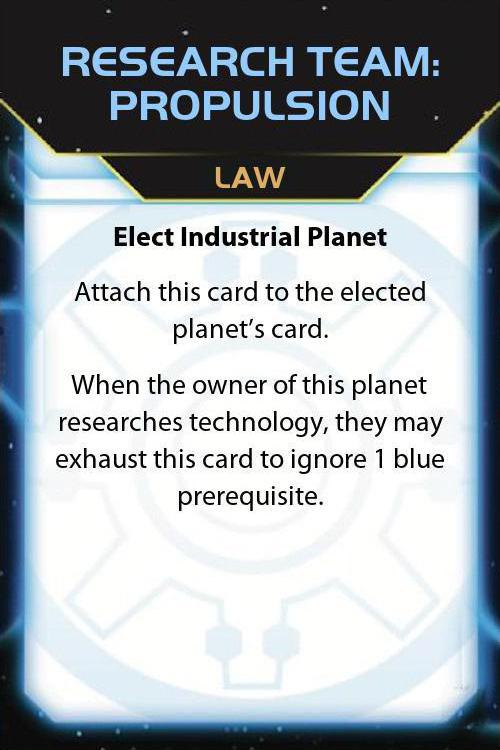 RESEARCH TEAM:
PROPULSION
LAW
Elect Industrial Planet
Attach this card to the elected
planet’s card.
When the owner of this planet
researches technology, they may
exhaust this card to ignore 1 blue
prerequisite.